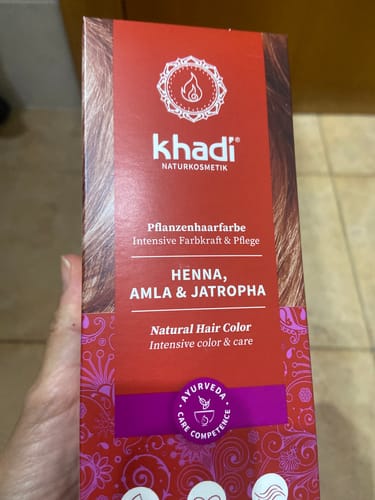 khadi®
NATURKOSMETIK
Pflanzenhaarfarbe
Intensive Farbkraft & Pflege
HENNA,
AMLA & JATROPHA
Natural Hair Color
Intensive color & care
AYURVEDA
CARE COMPETENCE